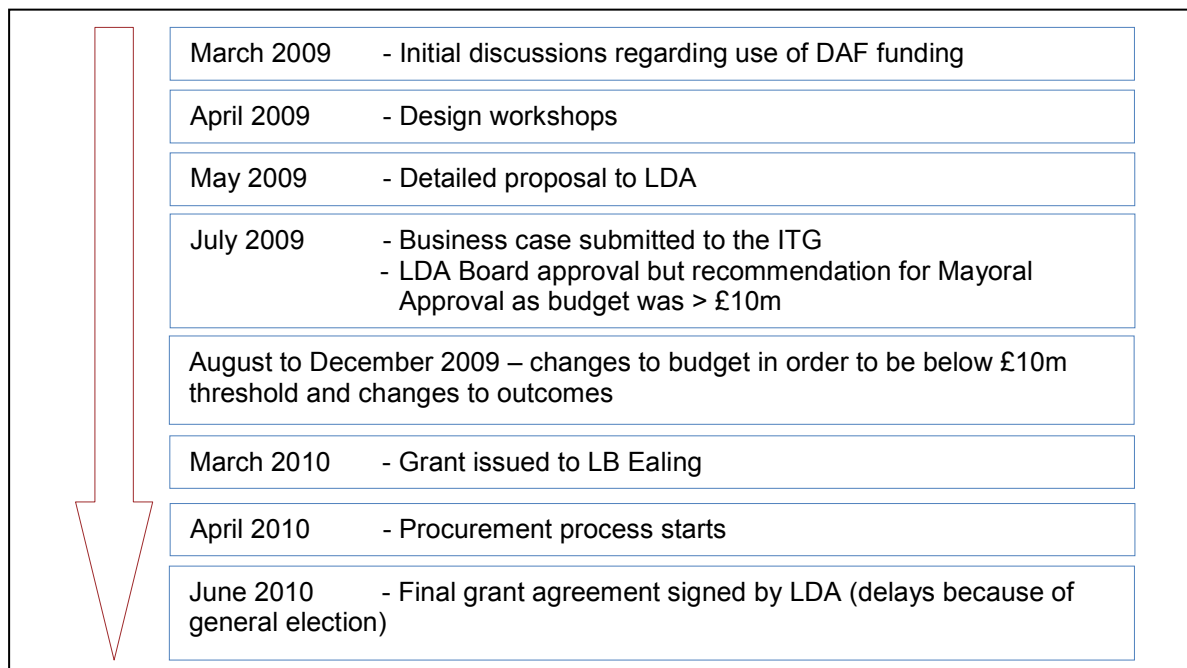 March 2009 - Initial discussions regarding use of DAF funding
April 2009 - Design workshops
May 2009 - Detailed proposal to LDA
July 2009 - Business case submitted to the ITG
- LDA Board approval but recommendation for Mayoral
Approval as budget was > £10m
August to December 2009 – changes to budget in order to be below £10m
threshold and changes to outcomes
March 2010 - Grant issued to LB Ealing
April 2010 - Procurement process starts
June 2010 - Final grant agreement signed by LDA (delays because of
general election)